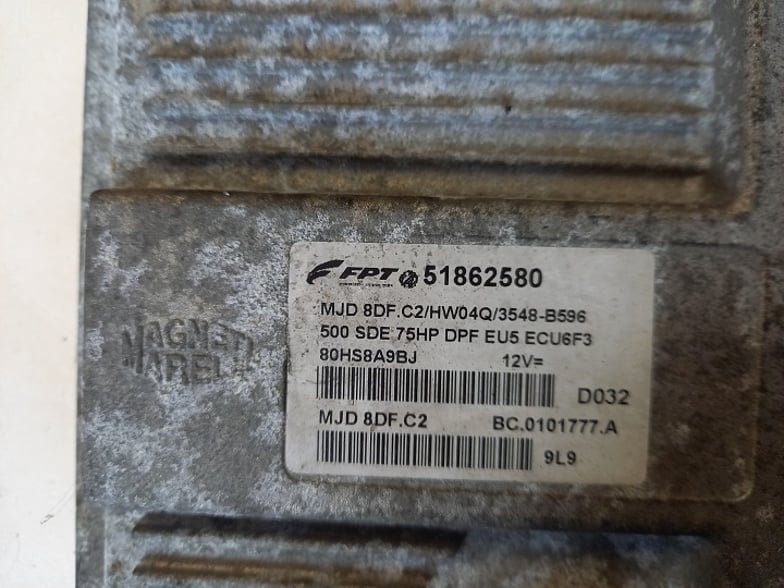 FPT 51862580
MJD 8DF.C2/HW04Q/3548-B596
500 SDE 75HP DPF EU5 ECU6F3
80HS8A9BJ 12V=
D032
MJD 8DF.C2 BC.0101777.A
9L9
MAGNETI
MARELLI